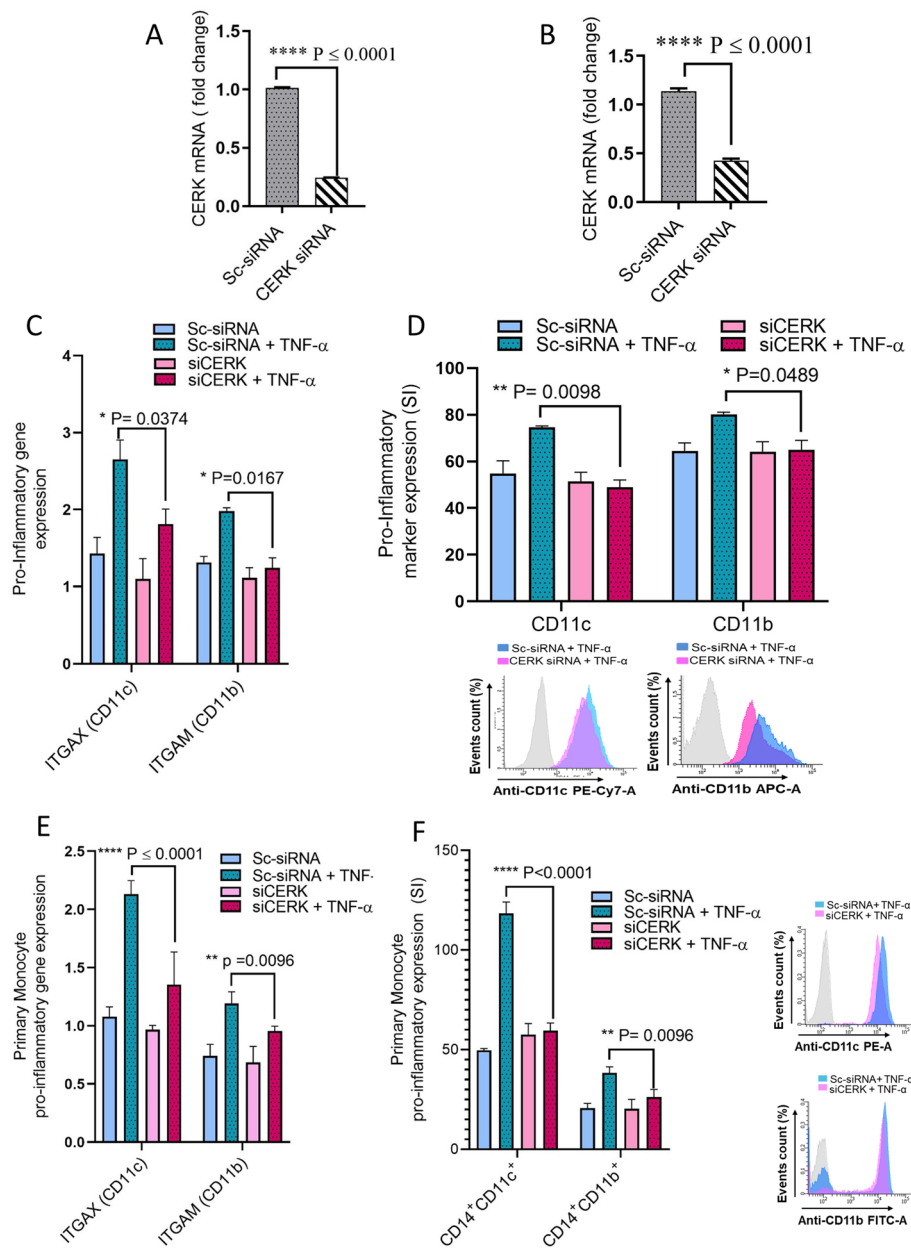 A
**** P ≤ 0.0001
CERK mRNA ( fold change)
1.5
1.0
0.5
0.0
Sc-siRNA
CERK siRNA
B
**** P ≤ 0.0001
CERK mRNA (fold change)
1.5
1.0
0.5
0.0
Sc-siRNA
CERK siRNA
C
Sc-siRNA
Sc-siRNA + TNF-α
siCERK
siCERK + TNF-α
Pro-Inflammatory gene
expression
4
3
2
1
0
* P= 0.0374
* P=0.0167
ITGAX (CD11c)
ITGAM (CD11b)
D
Sc-siRNA
Sc-siRNA + TNF-α
siCERK
siCERK + TNF-α
Pro-Inflammatory
marker expression (SI)
100
80
60
40
20
0
** P= 0.0098
* P=0.0489
CD11c
CD11b
Sc-siRNA + TNF-α
CERK siRNA + TNF-α
Events count (%)
Anti-CD11c PE-Cy7-A
Sc-siRNA + TNF-α
CERK siRNA + TNF-α
Events count (%)
Anti-CD11b APC-A
E
Primary Monocyte
pro-inflammatory gene expression
2.5
2.0
1.5
1.0
0.5
0.0
**** P ≤ 0.0001
** p =0.0096
Sc-siRNA
Sc-siRNA + TNF-
siCERK
siCERK + TNF-α
ITGAX (CD11c)
ITGAM (CD11b)
F
Primary Monocyte
pro-inflammatory expression (SI)
150
100
50
0
**** P<0.0001
** P= 0.0096
Sc-siRNA
Sc-siRNA + TNF-α
siCERK
siCERK + TNF-α
CD14+CD11c+
CD14+CD11b+
Sc-siRNA+TNF-α
siCERK + TNF-α
Events count (%)
Anti-CD11c PE-A
Sc-siRNA+TNF-α
siCERK + TNF-α
Events count (%)
Anti-CD11b FITC-A